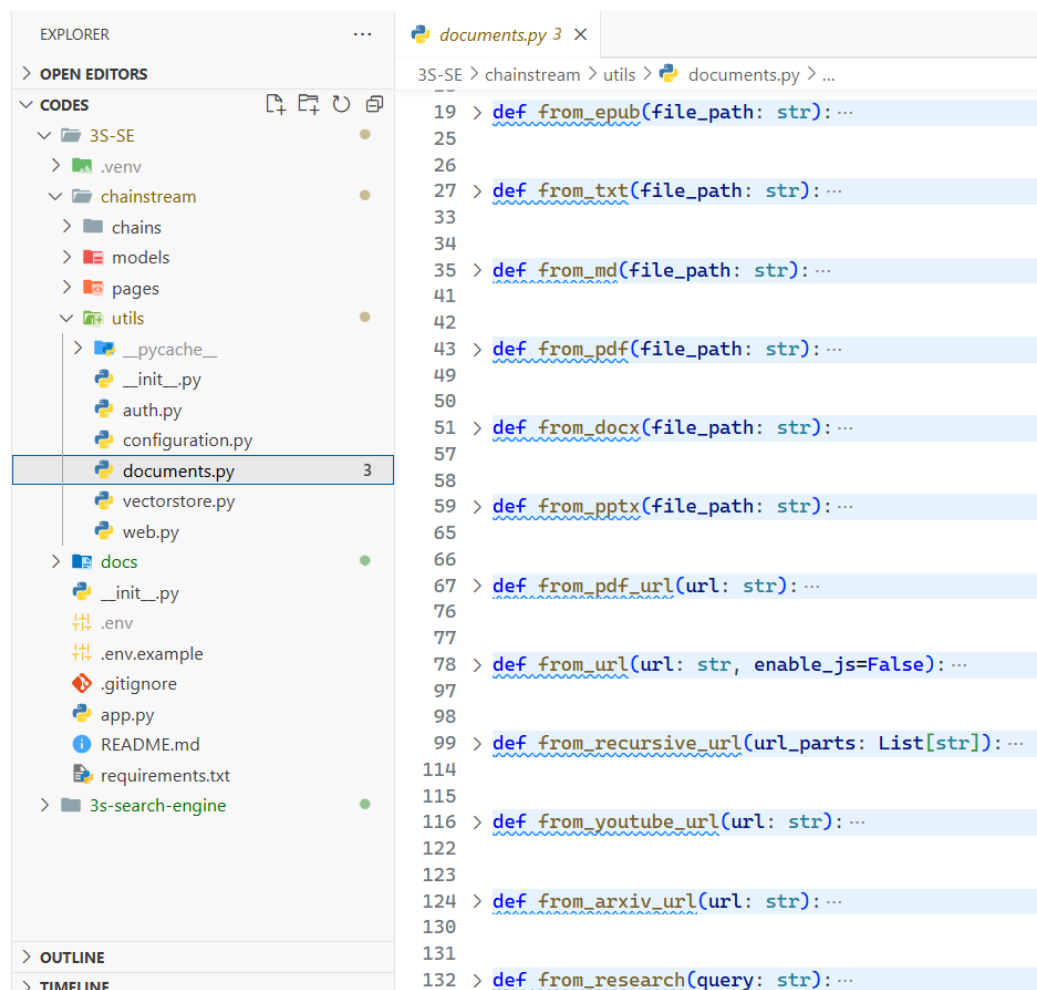 EXPLORER ...
OPEN EDITORS
CODES
3S-SE
.venv
chainstream
chains
models
pages
utils
__pycache__
__init__.py
auth.py
configuration.py
documents.py 3
vectorstore.py
web.py
docs
__init__.py
.env
.env.example
.gitignore
app.py
README.md
requirements.txt
3s-search-engine
OUTLINE
TIMELINE
documents.py 3
3S-SE > chainstream > utils > documents.py > ...
19 > def from_epub(file_path: str): ...
25
26
27 > def from_txt(file_path: str): ...
33
34
35 > def from_md(file_path: str): ...
41
42
43 > def from_pdf(file_path: str): ...
49
50
51 > def from_docx(file_path: str): ...
57
58
59 > def from_pptx(file_path: str): ...
65
66
67 > def from_pdf_url(url: str): ...
76
77
78 > def from_url(url: str, enable_js=False): ...
97
98
99 > def from_recursive_url(url_parts: List[str]): ...
114
115
116 > def from_youtube_url(url: str): ...
122
123
124 > def from_arxiv_url(url: str): ...
130
131
132 > def from_research(query: str): ...